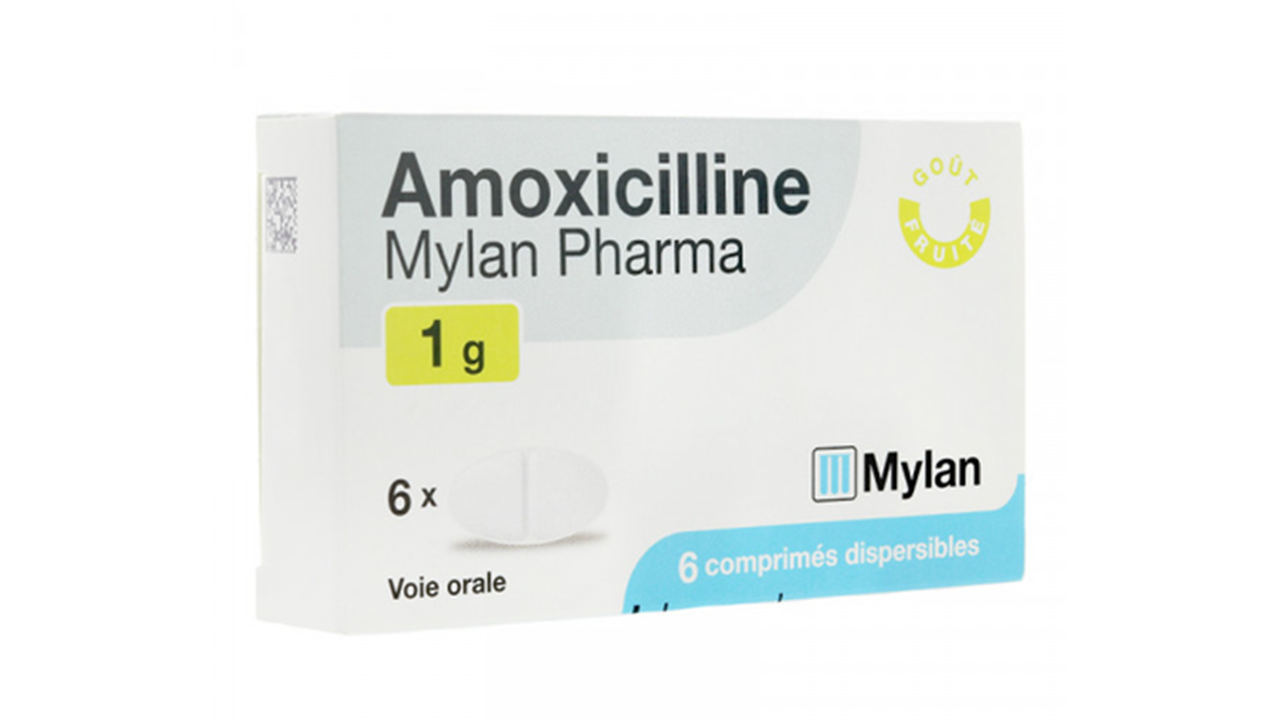 Amoxicilline
Mylan Pharma
1 g
GOÛT
FRUITÉ
6 x
Mylan
6 comprimés dispersibles
Voie orale